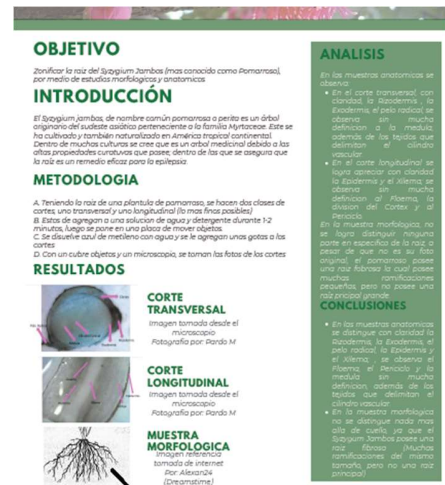 OBJETIVO
Zonificar la raiz del Syzygium Jambos (mas conocido como Pomarroso),
por medio de estudios morfologicos y anatomicos
INTRODUCCIÓN
El Syzygium jambos, de nombre común pomarroso o perita es un árbol
originario del sudeste asiático perteneciente a la familia Myrtaceae. Este se
ha cultivado y también naturalizado en América tropical continental.
Dentro de muchas culturas se cree que es un arbol medicinal debido a las
altas propiedades curativas que posee; dentro de las que se asegura que
la raíz es un remedio eficaz para la epilepsia
METODOLOGIA
A. Teniendo la raiz de una plantula de pomarroso, se hacen dos clases de
cortes, uno transversal y uno longitudinal (lo mas finos posibles)
B. Estos de agregan a una solucion de agua y detergente durante 1-2
minutos, luego se pone en una placa de mover objetos.
C. Se disuelve azul de metileno con agua y se le agregan unas gotas a los
cortes
D. Con un cubre objetos y un microscopio, se toman las fotos de los cortes
RESULTADOS
CORTE
TRANSVERSAL
Imagen tomada desde el
microscopio
Fotografia por: Pardo M
CORTE
LONGITUDINAL
Imagen tomada desde el
microscopio
Fotografia por: Pardo M
MUESTRA
MORFOLOGICA
Imagen referencia
tomada de internet
Por: Alexan24
(Dreamstime)
ANALISIS
En las muestras anatomicas se
observa:
En el corte transversal, con
claridad, la Rizodermis , la
Exodermis, el pelo radical; se
observa sin mucha
definicion a la medula,
además de los tejidos que
delimitan el cilindro
vascular
En el corte longitudinal se
logra apreciar con claridad
la Epidermis y el Xilema; se
observa sin mucha
definicion al Floema, la
division del Cortex y al
Periciclo.
En la muestra morfologica, no
se logra distinguir ninguna
parte en especifico de la raiz, a
pesar de que no es su foto
original, el pomarroso posee
una raiz fibrosa la cual posee
muchas ramificaciones
pequeñas, pero no posee una
raiz pricipal grande
CONCLUSIONES
En las muestras anatomicas
se distingue con claridad la
Rizodermis, la Exodermis, el
pelo radical, la Epidermis y
el Xilema; , se observa el
Floema, el Periciclo y la
medula sin mucha
definicion, además de los
tejidos que delimitan el
cilindro vascular
En la muestra morfologica
no se distingue nada mas
alla de cuello, ya que el
Syzygum Jambos posee una
raiz fibrosa (Muchas
ramificaciones del mismo
tamaño, pero no una raiz
principal)